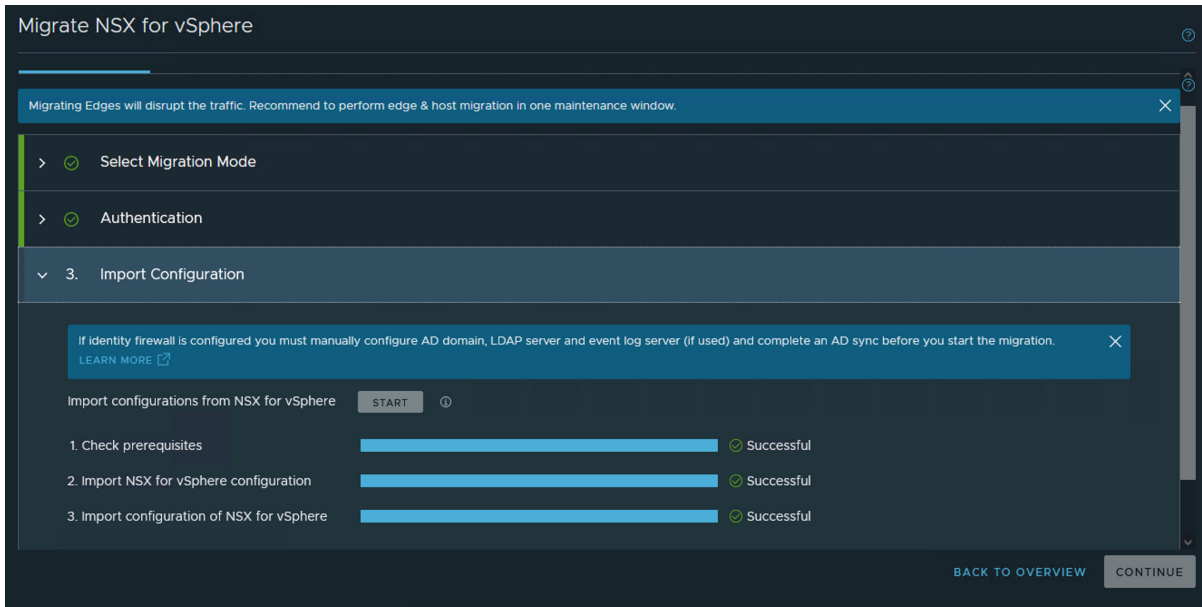 Migrate NSX for vSphere
Migrating Edges will disrupt the traffic. Recommend to perform edge & host migration in one maintenance window.
Select Migration Mode
Authentication
3. Import Configuration
If identity firewall is configured you must manually configure AD domain, LDAP server and event log server (if used) and complete an AD sync before you start the migration.
LEARN MORE
Import configurations from NSX for vSphere START
1. Check prerequisites Successful
2. Import NSX for vSphere configuration Successful
3. Import configuration of NSX for vSphere Successful
BACK TO OVERVIEW CONTINUE